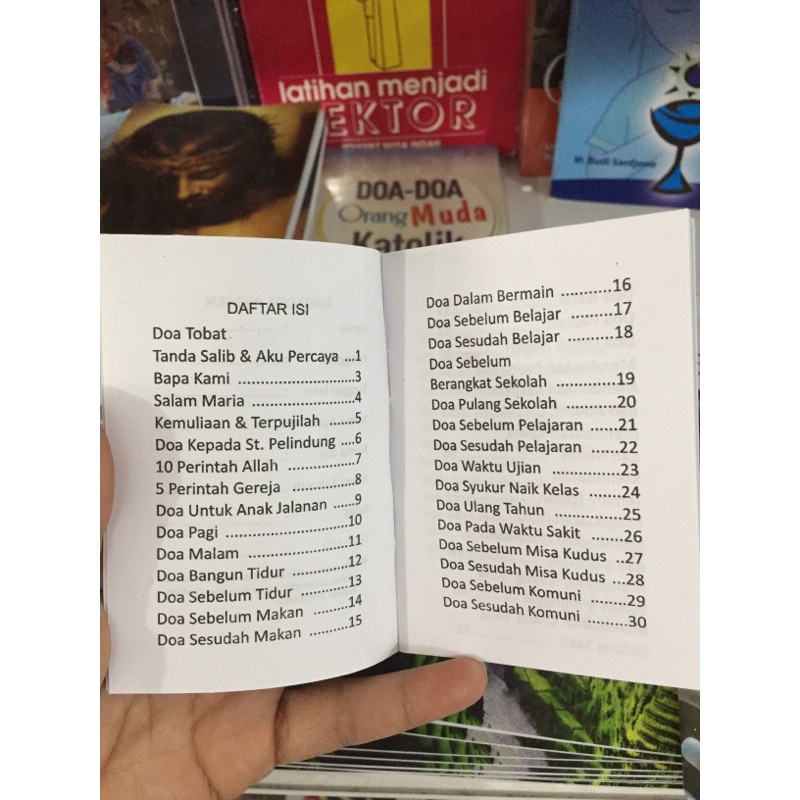 latihan menjadi
LEKTOR
M. Budi Sardjono
DOA-DOA
Orang Muda
Katolik
DAFTAR ISI
Doa Tobat
Tanda Salib & Aku Percaya ...1
Bapa Kami ..........................3
Salam Maria .......................4
Kemuliaan & Terpujilah .......5
Doa Kepada St. Pelindung ....6
10 Perintah Allah ...............7
5 Perintah Gereja ..............8
Doa Untuk Anak Jalanan ......9
Doa Pagi ..........................10
Doa Malam ......................11
Doa Bangun Tidur ..............12
Doa Sebelum Tidur ............13
Doa Sebelum Makan ..........14
Doa Sesudah Makan ..........15
Doa Dalam Bermain ..........16
Doa Sebelum Belajar ........17
Doa Sesudah Belajar ........18
Doa Sebelum
Berangkat Sekolah ............19
Doa Pulang Sekolah .........20
Doa Sebelum Pelajaran .....21
Doa Sesudah Pelajaran .....22
Doa Waktu Ujian .............23
Doa Syukur Naik Kelas .......24
Doa Ulang Tahun .............25
Doa Pada Waktu Sakit .......26
Doa Sebelum Misa Kudus ..27
Doa Sesudah Misa Kudus ...28
Doa Sebelum Komuni ........29
Doa Sesudah Komuni .........30